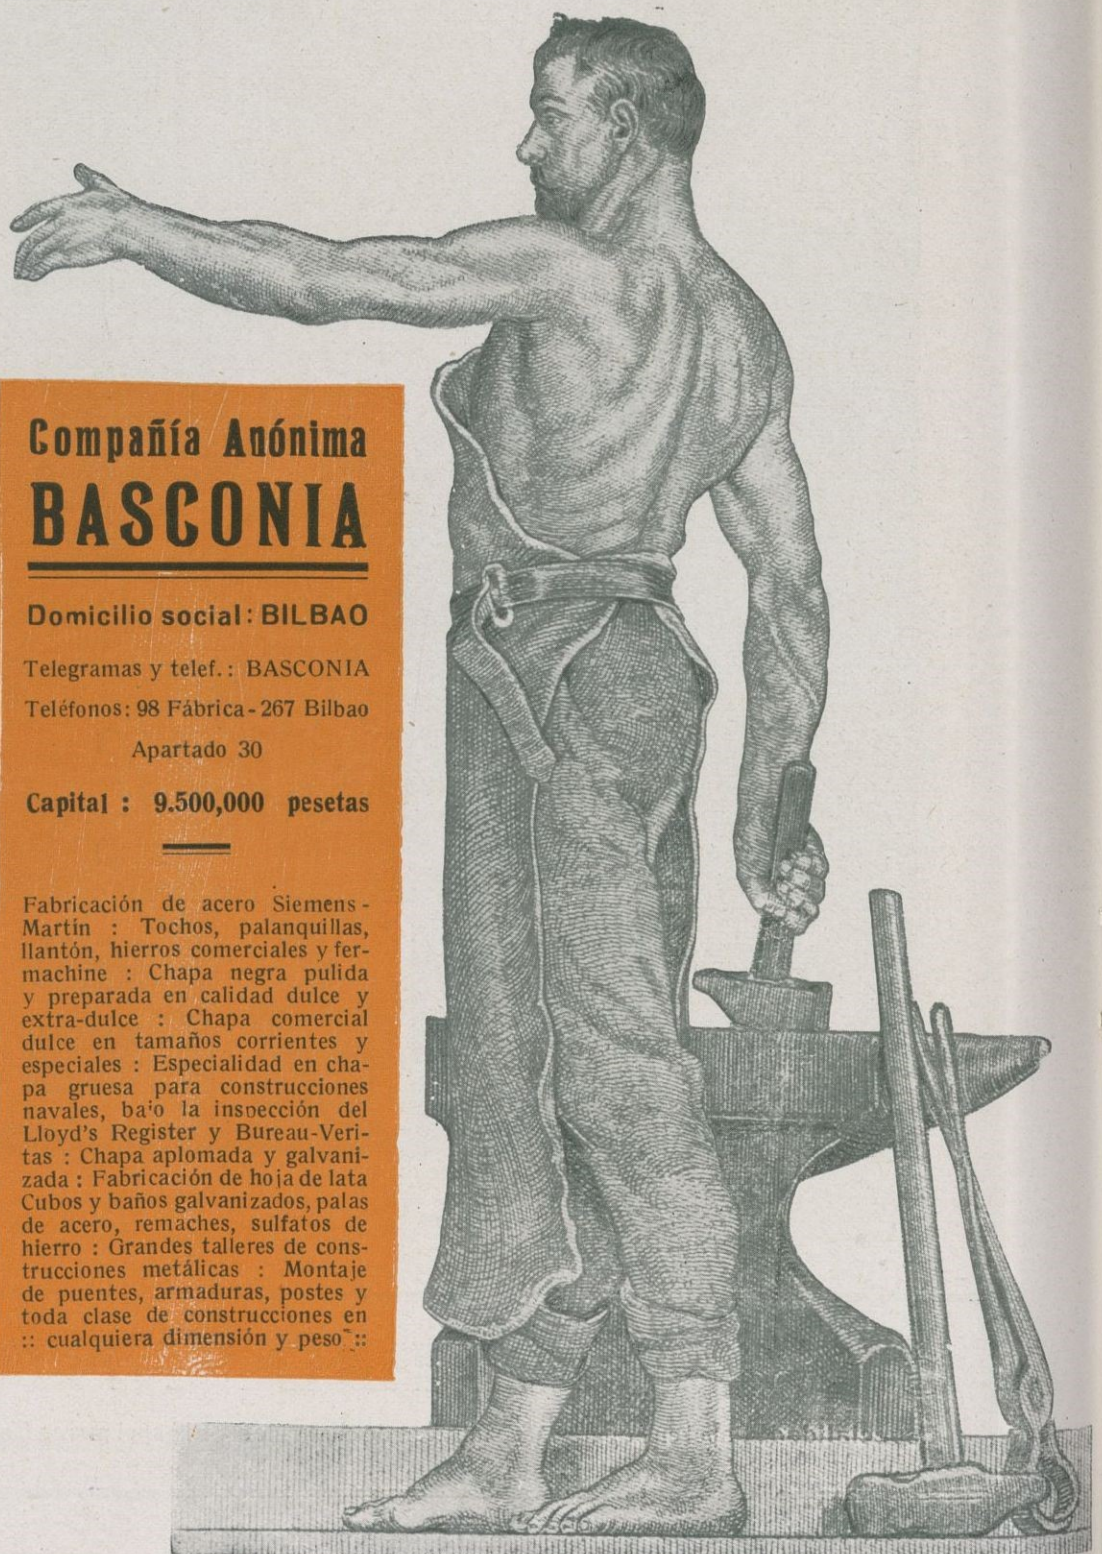 Compañía Anónima
BASCONIA
Domicilio social: BILBAO
Telegramas y telef.: BASCONIA
Teléfonos: 98 Fábrica - 267 Bilbao
Apartado 30
Capital : 9.500,000 pesetas
Fabricación de acero Siemens-
Martín : Tochos, palanquillas,
llantón, hierros comerciales y fer-
machine : Chapa negra pulida
y preparada en calidad dulce y
extra-dulce : Chapa comercial
dulce en tamaños corrientes y
especiales : Especialidad en cha-
pa gruesa para construcciones
navales, bajo la inspección del
Lloyd's Register y Bureau-Veri-
tas : Chapa aplomada y galvani-
zada : Fabricación de hoja de lata
Cubos y baños galvanizados, palas
de acero, remaches, sulfatos de
hierro : Grandes talleres de cons-
trucciones metálicas : Montaje
de puentes, armaduras, postes y
toda clase de construcciones en
:: cualquiera dimensión y peso ::